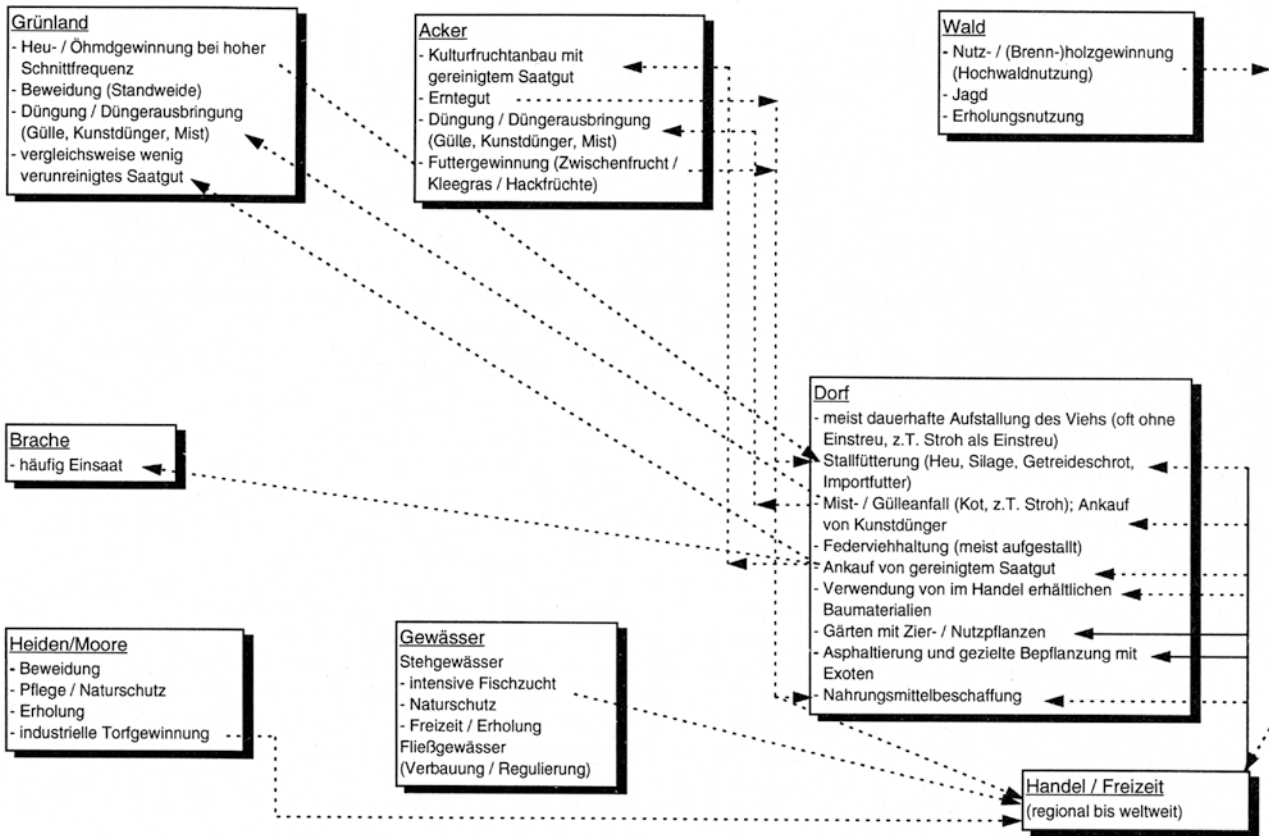 Grünland
- Heu- / Öhmdgewinnung bei hoher
Schnittfrequenz
- Beweidung (Standweide)
- Düngung / Düngerausbringung
(Gülle, Kunstdünger, Mist)
- vergleichsweise wenig
verunreinigtes Saatgut
Acker
- Kulturfruchtanbau mit
gereinigtem Saatgut
- Erntegut
- Düngung / Düngerausbringung
(Gülle, Kunstdünger, Mist)
- Futtergewinnung (Zwischenfrucht /
Kleegras / Hackfrüchte)
Wald
- Nutz- / (Brenn-)holzgewinnung
(Hochwaldnutzung)
- Jagd
- Erholungsnutzung
Brache
- häufig Einsaat
Dorf
- meist dauerhafte Aufstallung des Viehs (oft ohne
Einstreu, z.T. Stroh als Einstreu)
- Stallfütterung (Heu, Silage, Getreideschrot,
Importfutter)
- Mist- / Gülleanfall (Kot, z.T. Stroh); Ankauf
von Kunstdünger
- Federviehhaltung (meist aufgestallt)
- Ankauf von gereinigtem Saatgut
- Verwendung von im Handel erhältlichen
Baumaterialien
- Gärten mit Zier- / Nutzpflanzen
- Asphaltierung und gezielte Bepflanzung mit
Exoten
- Nahrungsmittelbeschaffung
Heiden/Moore
- Beweidung
- Pflege / Naturschutz
- Erholung
- industrielle Torfgewinnung
Gewässer
Stehgewässer
- intensive Fischzucht
- Naturschutz
- Freizeit / Erholung
Fließgewässer
(Verbauung / Regulierung)
Handel / Freizeit
(regional bis weltweit)